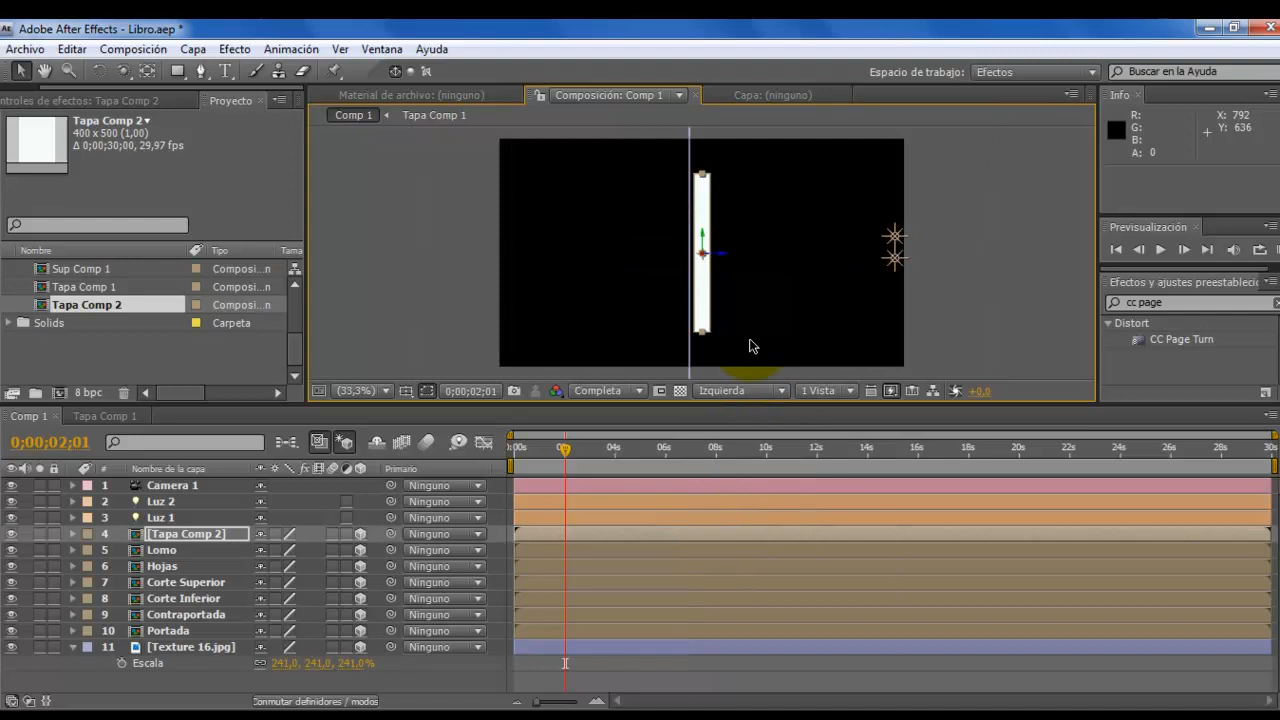 Adobe After Effects - Libro.aep *
Archivo Editar Composición Capa Efecto Animación Ver Ventana Ayuda
Espacio de trabajo: Efectos Buscar en la Ayuda
ntroles de efectos: Tapa Comp 2 Proyecto Material de archivo: (ninguno) Composición: Comp 1 Capa: (ninguno) Info
Tapa Comp 2
400 x 500 (1,00)
Δ 0;00;30;00, 29,97 fps
Comp 1 Tapa Comp 1
R: X: 792
G: Y: 636
B:
A: 0
Previsualización
Nombre Tipo Tama
Sup Comp 1 Composi...n
Tapa Comp 1 Composi...n
Tapa Comp 2 Composi...n
Solids Carpeta
Efectos y ajustes preestablecid
cc page
Distort
CC Page Turn
8 bpc (33,3%) 0;00;02;01 Completa Izquierda 1 Vista +0,0
Comp 1 Tapa Comp 1
0;00;02;01
:00s 04s 06s 08s 10s 12s 14s 16s 18s 20s 22s 24s 26s 28s 30s
# Nombre de la capa fx Primario
1 Camera 1 Ninguno
2 Luz 2 Ninguno
3 Luz 1 Ninguno
4 [Tapa Comp 2] Ninguno
5 Lomo Ninguno
6 Hojas Ninguno
7 Corte Superior Ninguno
8 Corte Inferior Ninguno
9 Contraportada Ninguno
10 Portada Ninguno
11 [Texture 16.jpg] Ninguno
Escala 241,0, 241,0, 241,0%
Conmutar definidores / modos